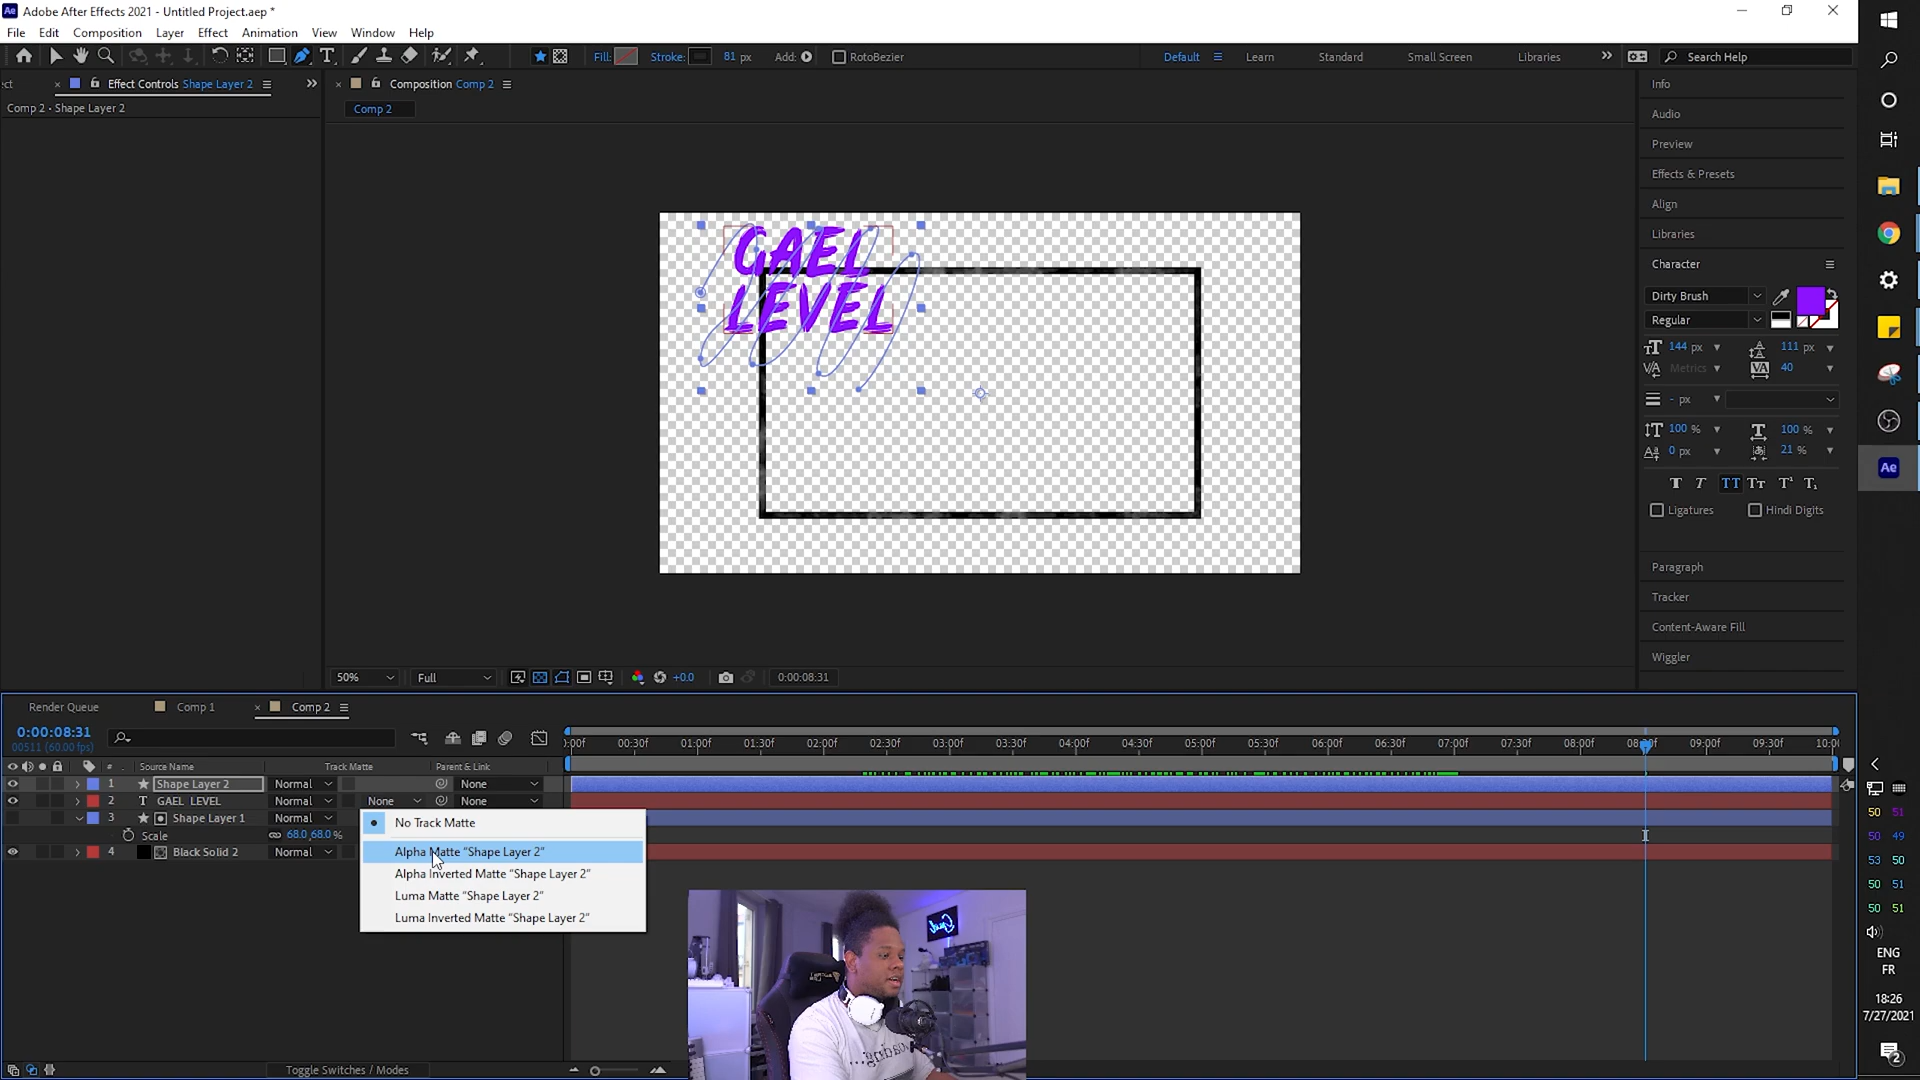 Adobe After Effects 2021 - Untitled Project.aep *
File Edit Composition Layer Effect Animation View Window Help
Fill: Stroke: 81 px Add: RotoBezier
Default Learn Standard Small Screen Libraries Search Help
Effect Controls Shape Layer 2
Comp 2 • Shape Layer 2
Composition Comp 2
Comp 2
GAEL
LEVEL
50% Full +0.0 0:00:08:31
Info
Audio
Preview
Effects & Presets
Align
Libraries
Character
Dirty Brush
Regular
144 px 111 px
Metrics 40
- px
100 % 100 %
0 px 21 %
Ligatures Hindi Digits
Paragraph
Tracker
Content-Aware Fill
Wiggler
Render Queue Comp 1 Comp 2
0:00:08:31
00511 (60.00 fps)
:00f 00:30f 01:00f 01:30f 02:00f 02:30f 03:00f 03:30f 04:00f 04:30f 05:00f 05:30f 06:00f 06:30f 07:00f 07:30f 08:00f 09:00f 09:30f 10:0
# Source Name Track Matte Parent & Link
1 Shape Layer 2 Normal None
2 T GAEL LEVEL Normal None None
3 Shape Layer 1 Normal
Scale 68.0,68.0 %
4 Black Solid 2 Normal
No Track Matte
Alpha Matte "Shape Layer 2"
Alpha Inverted Matte "Shape Layer 2"
Luma Matte "Shape Layer 2"
Luma Inverted Matte "Shape Layer 2"
Toggle Switches / Modes
Ae
50 51
50 49
53 50
50 51
50 51
ENG
FR
18:26
7/27/2021
2